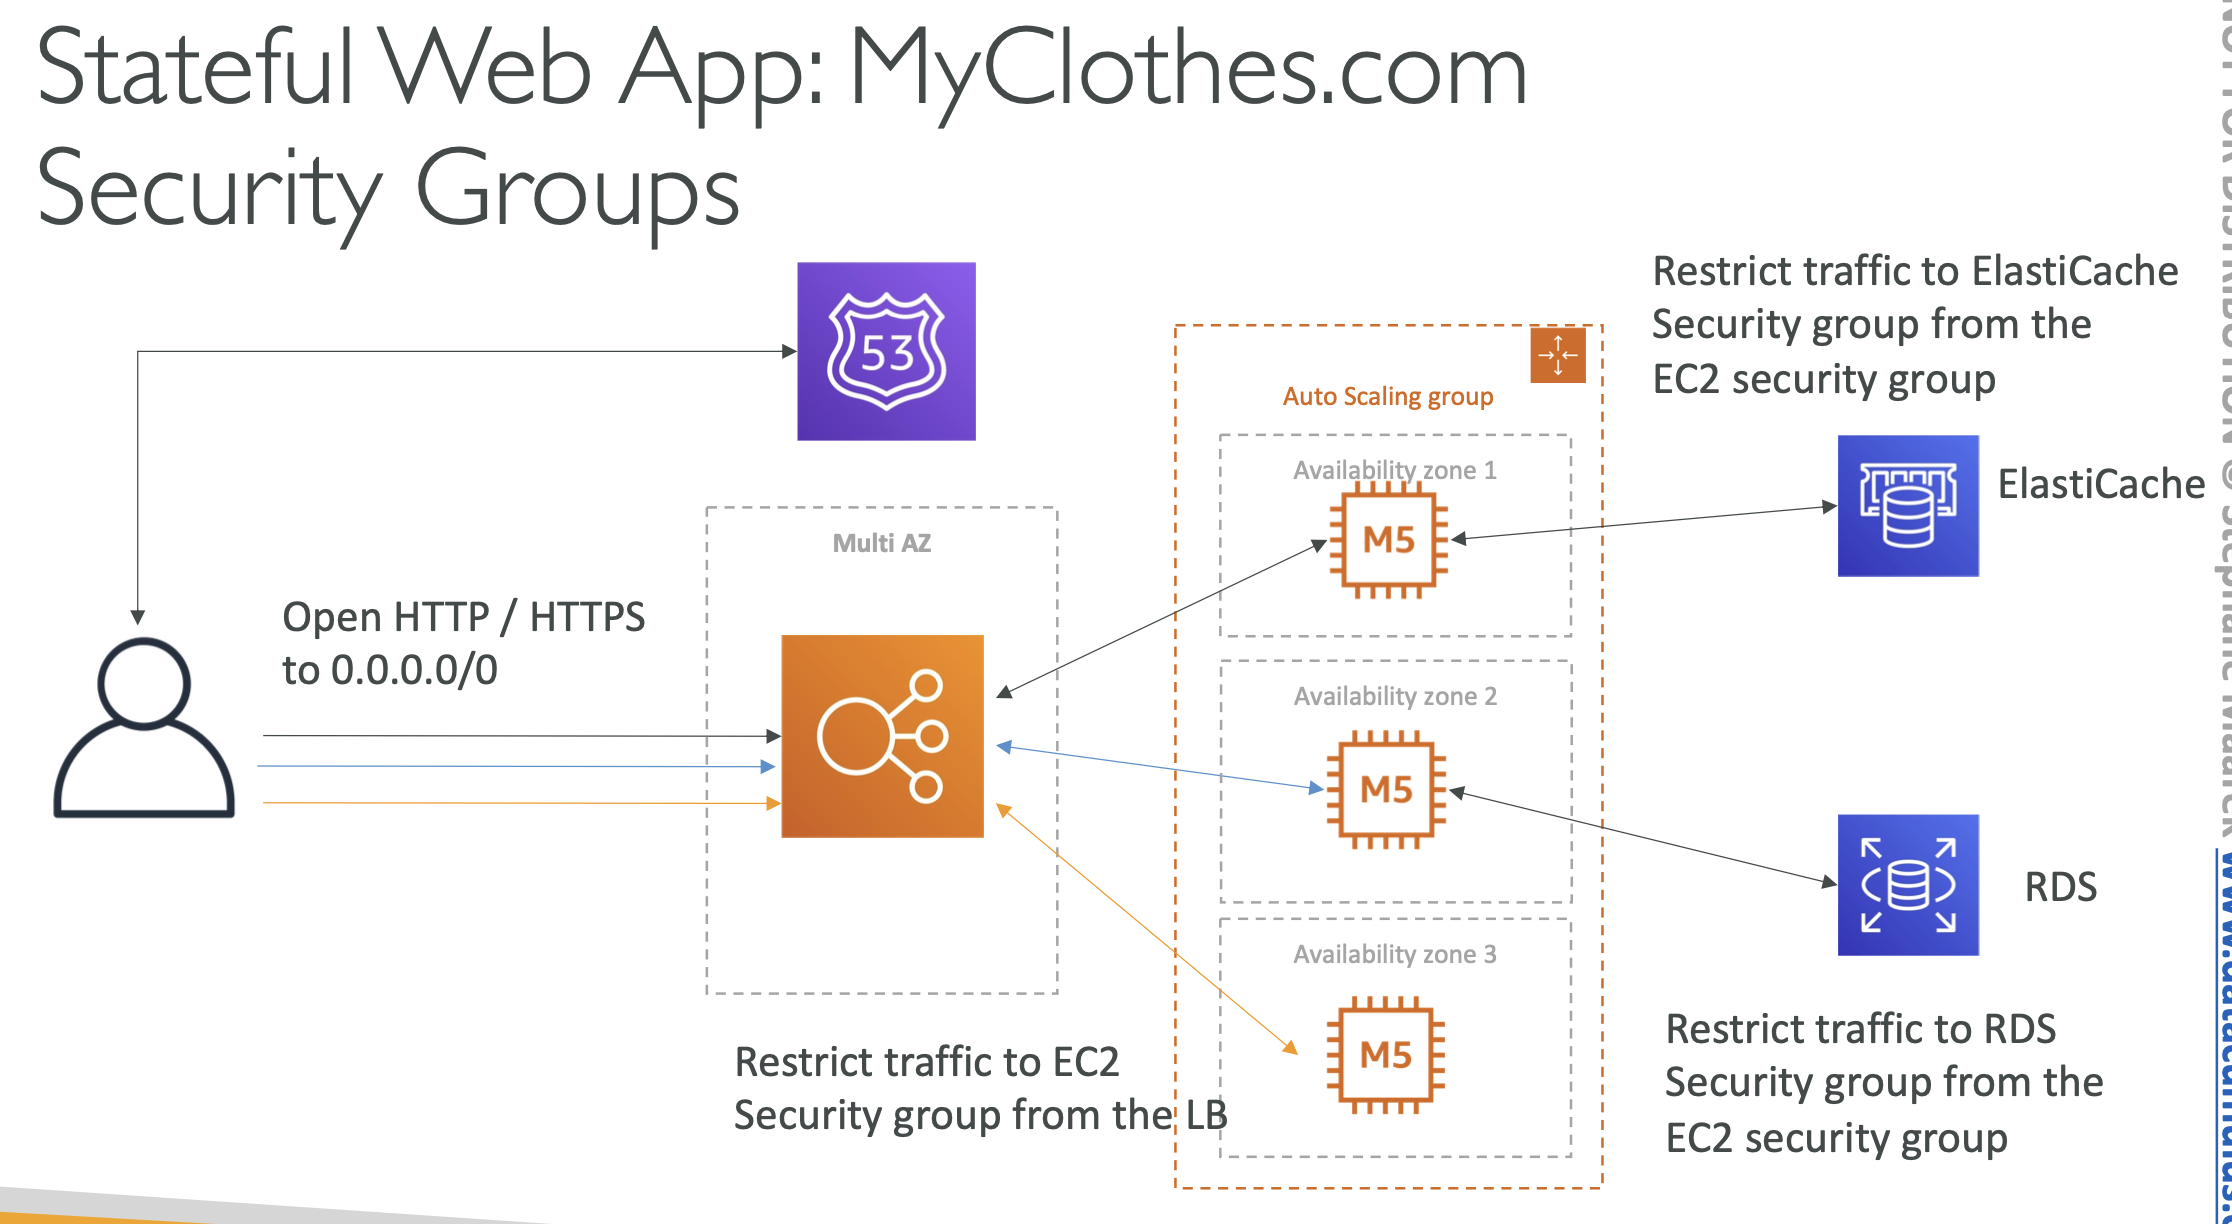 Stateful Web App: MyClothes.com
Security Groups
53
Restrict traffic to ElastiCache
Security group from the
EC2 security group
Auto Scaling group
Availability zone 1
M5
ElastiCache
Multi AZ
Open HTTP / HTTPS
to 0.0.0.0/0
Availability zone 2
M5
RDS
Availability zone 3
M5
Restrict traffic to EC2
Security group from the LB
Restrict traffic to RDS
Security group from the
EC2 security group